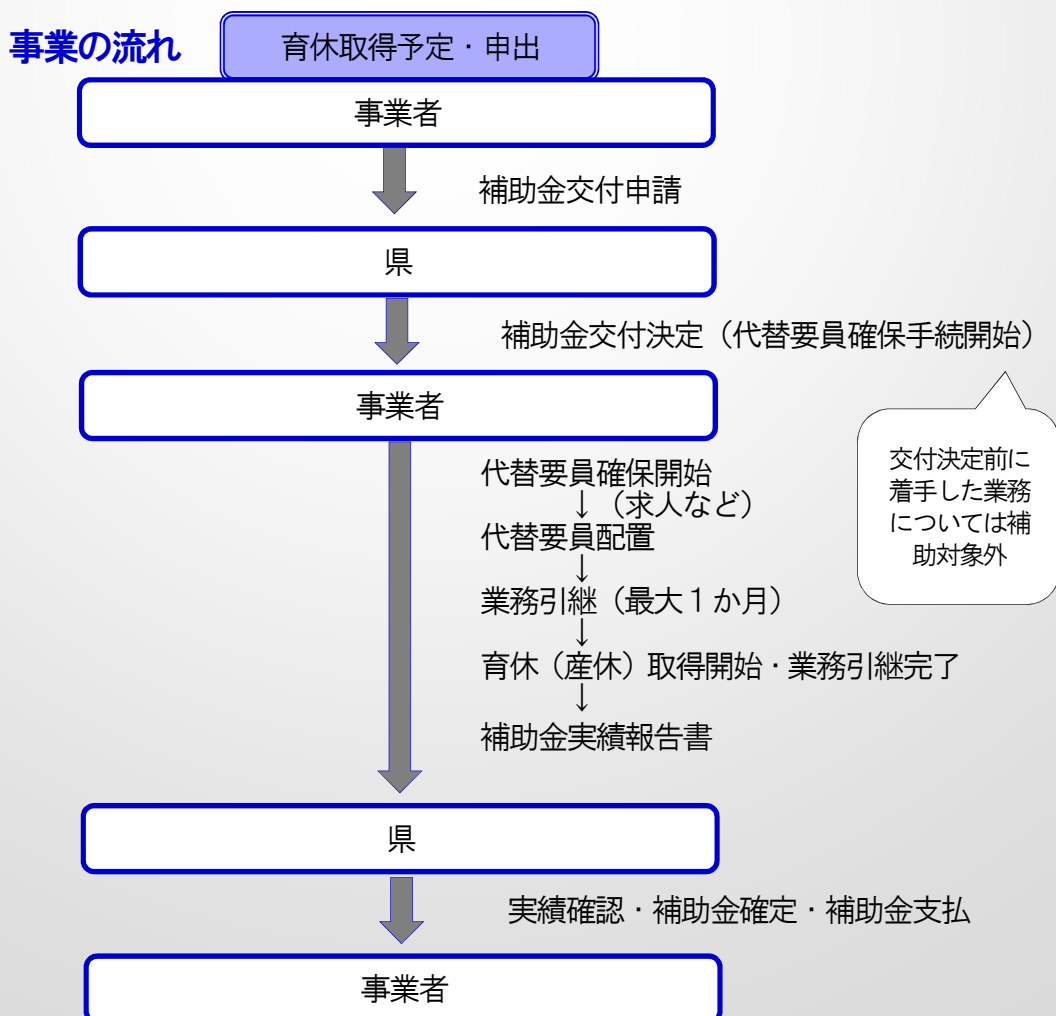 事業の流れ
育休取得予定・申出
事業者
補助金交付申請
県
補助金交付決定（代替要員確保手続開始）
事業者
交付決定前に
着手した業務
については補
助対象外
代替要員確保開始
↓（求人など）
代替要員配置
↓
業務引継（最大１か月）
↓
育休（産休）取得開始・業務引継完了
↓
補助金実績報告書
県
実績確認・補助金確定・補助金支払
事業者